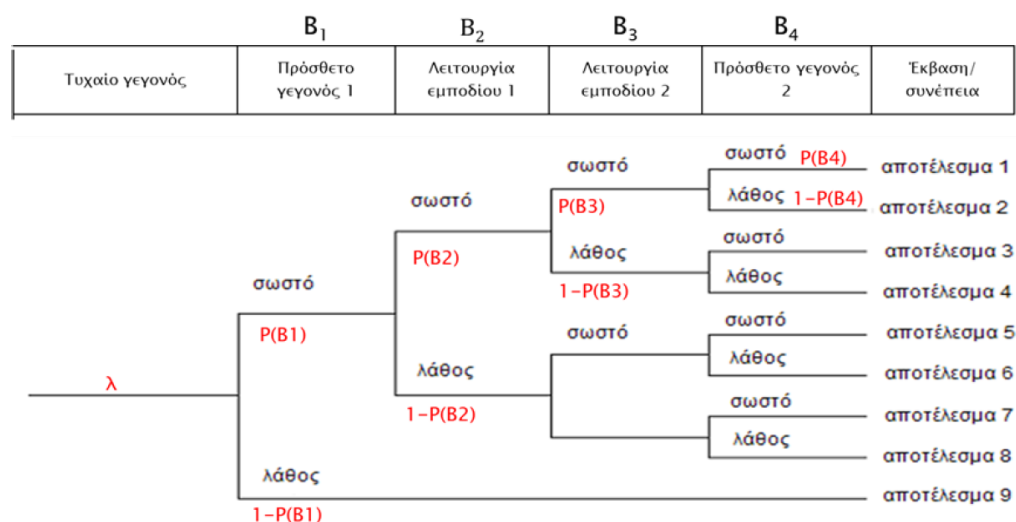 B1 B2 B3 B4
Τυχαίο γεγονός
Πρόσθετο
γεγονός 1
Λειτουργία
εμποδίου 1
Λειτουργία
εμποδίου 2
Πρόσθετο γεγονός
2
Έκβαση/
συνέπεια
σωστό P(B4) αποτέλεσμα 1
σωστό
λάθος 1-P(B4) αποτέλεσμα 2
σωστό
P(B3)
σωστό αποτέλεσμα 3
P(B2)
λάθος
λάθος αποτέλεσμα 4
1-P(B3)
σωστό
σωστό αποτέλεσμα 5
P(B1)
σωστό
λάθος αποτέλεσμα 6
λάθος
λ
σωστό αποτέλεσμα 7
1-P(B2)
λάθος αποτέλεσμα 8
λάθος
αποτέλεσμα 9
1-P(B1)